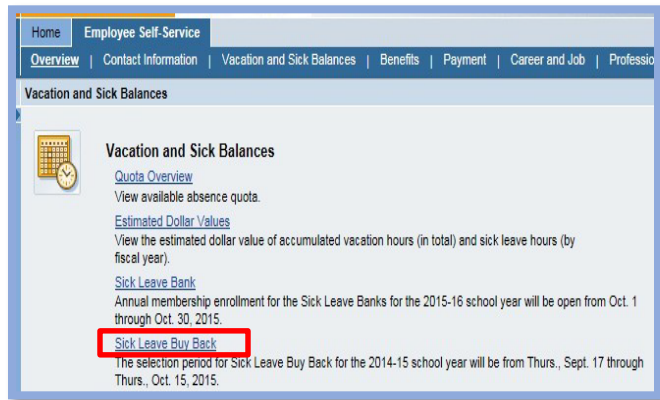 Home Employee Self-Service
Overview | Contact Information | Vacation and Sick Balances | Benefits | Payment | Career and Job |
Vacation and Sick Balances
Vacation and Sick Balances
Quota Overview
View available absence quota.
Estimated Dollar Values
View the estimated dollar value of accumulated vacation hours (in total) and sick leave hours (by
fiscal year).
Sick Leave Bank
Annual membership enrollment for the Sick Leave Banks for the 2015-16 school year will be open from Oct. 1
through Oct. 30, 2015.
Sick Leave Buy Back
The selection period for Sick Leave Buy Back for the 2014-15 school year will be from Thurs., Sept. 17 through
Thurs., Oct. 15, 2015.